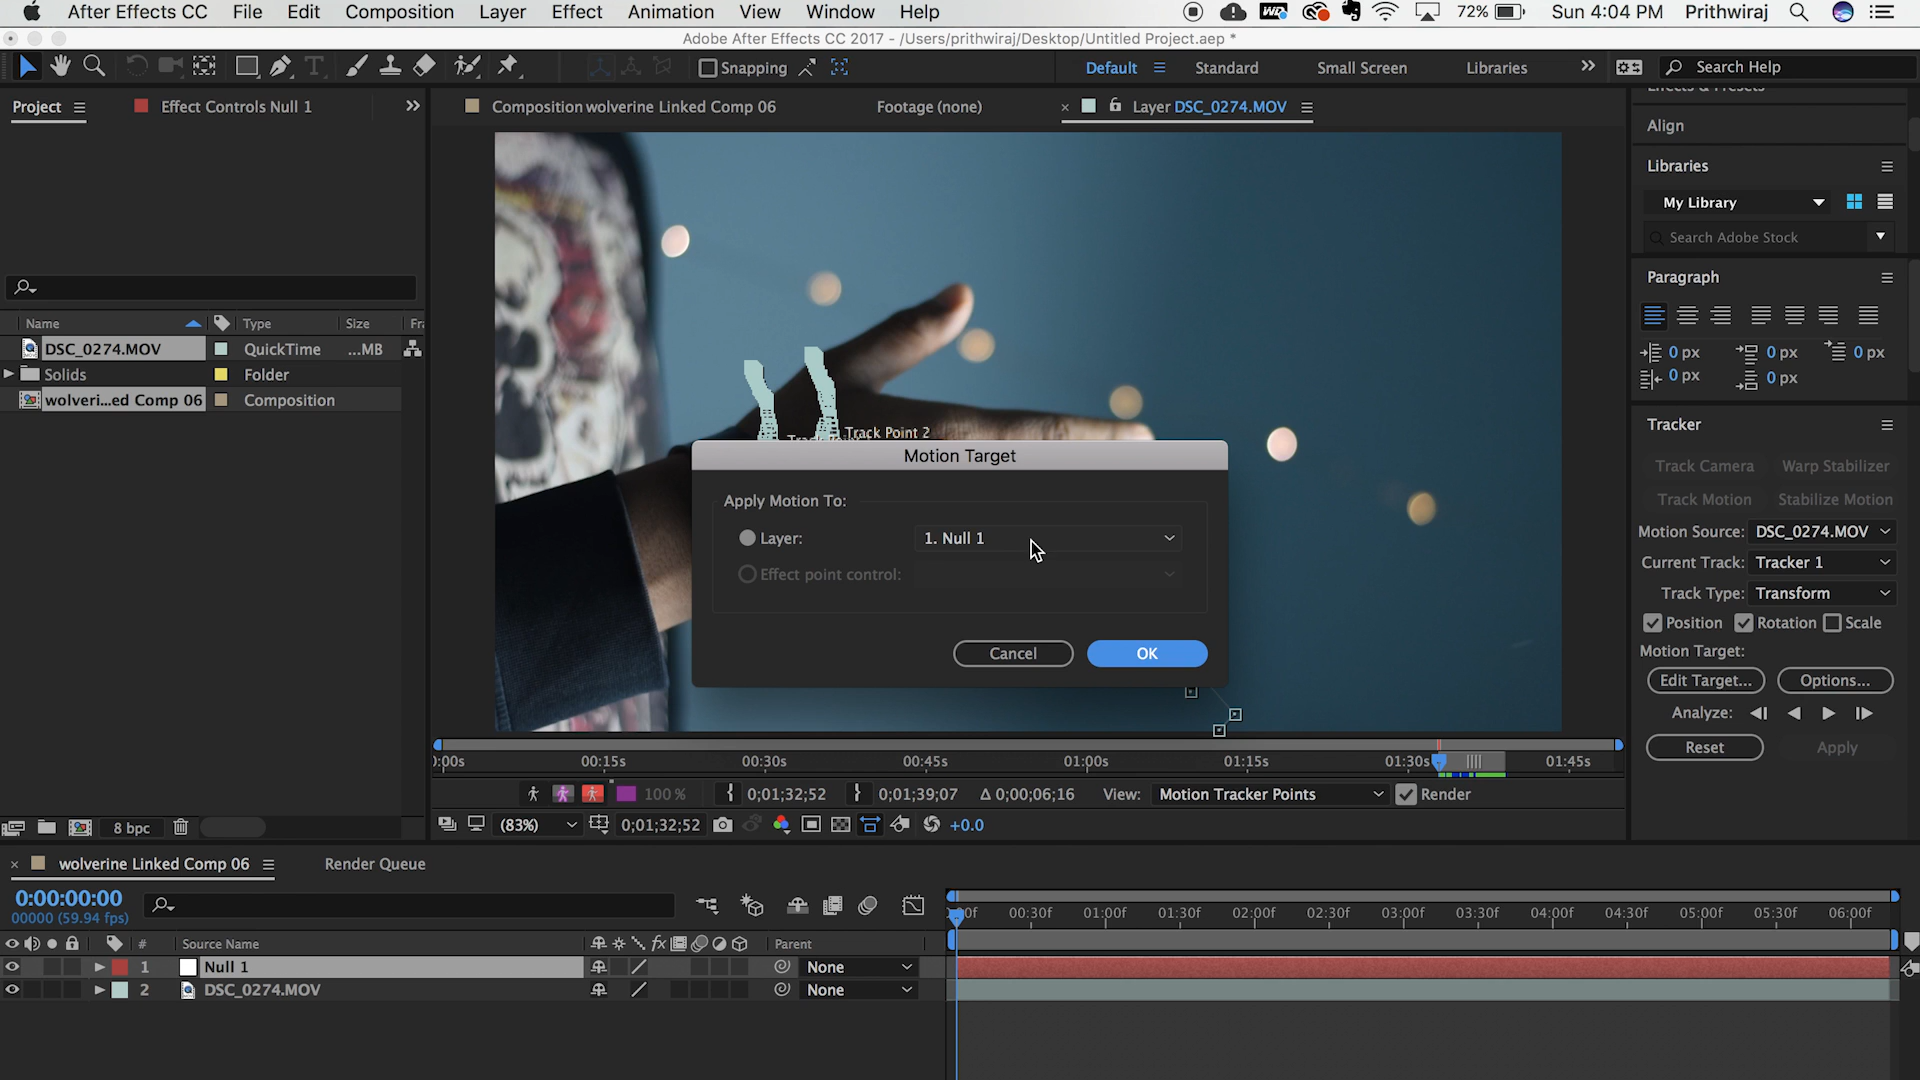 After Effects CC File Edit Composition Layer Effect Animation View Window Help 72% Sun 4:04 PM Prithwiraj
Adobe After Effects CC 2017 - /Users/prithwiraj/Desktop/Untitled Project.aep *
Snapping Default Standard Small Screen Libraries Search Help
Project Effect Controls Null 1
Composition wolverine Linked Comp 06 Footage (none) Layer DSC_0274.MOV
Effects & Presets
Align
Libraries
My Library
Search Adobe Stock
Paragraph
0 px 0 px 0 px
0 px 0 px
Name Type Size Fr
DSC_0274.MOV QuickTime ...MB
Solids Folder
wolveri...ed Comp 06 Composition
Track Point 2
Motion Target
Apply Motion To:
Layer: 1. Null 1
Effect point control:
Cancel OK
Tracker
Track Camera Warp Stabilizer
Track Motion Stabilize Motion
Motion Source: DSC_0274.MOV
Current Track: Tracker 1
Track Type: Transform
Position Rotation Scale
Motion Target:
Edit Target... Options...
Analyze:
Reset Apply
):00s 00:15s 00:30s 00:45s 01:00s 01:15s 01:30s 01:45s
100 % 0;01;32;52 0;01;39;07 Δ 0;00;06;16 View: Motion Tracker Points Render
8 bpc (83%) 0;01;32;52 +0.0
wolverine Linked Comp 06 Render Queue
0:00:00:00
00000 (59.94 fps)
00:30f 01:00f 01:30f 02:00f 02:30f 03:00f 03:30f 04:00f 04:30f 05:00f 05:30f 06:00f
# Source Name fx Parent
1 Null 1 None
2 DSC_0274.MOV None